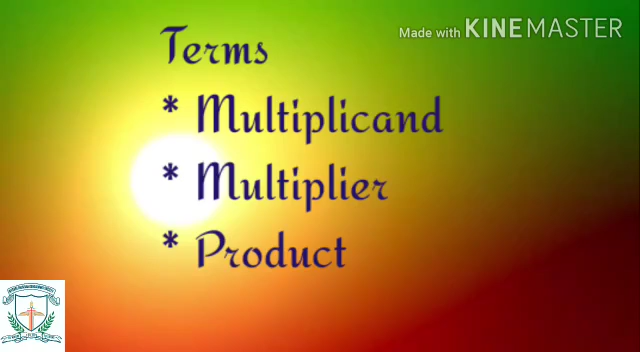 Terms
Made with KINEMASTER
* Multiplicand
* Multiplier
* Product